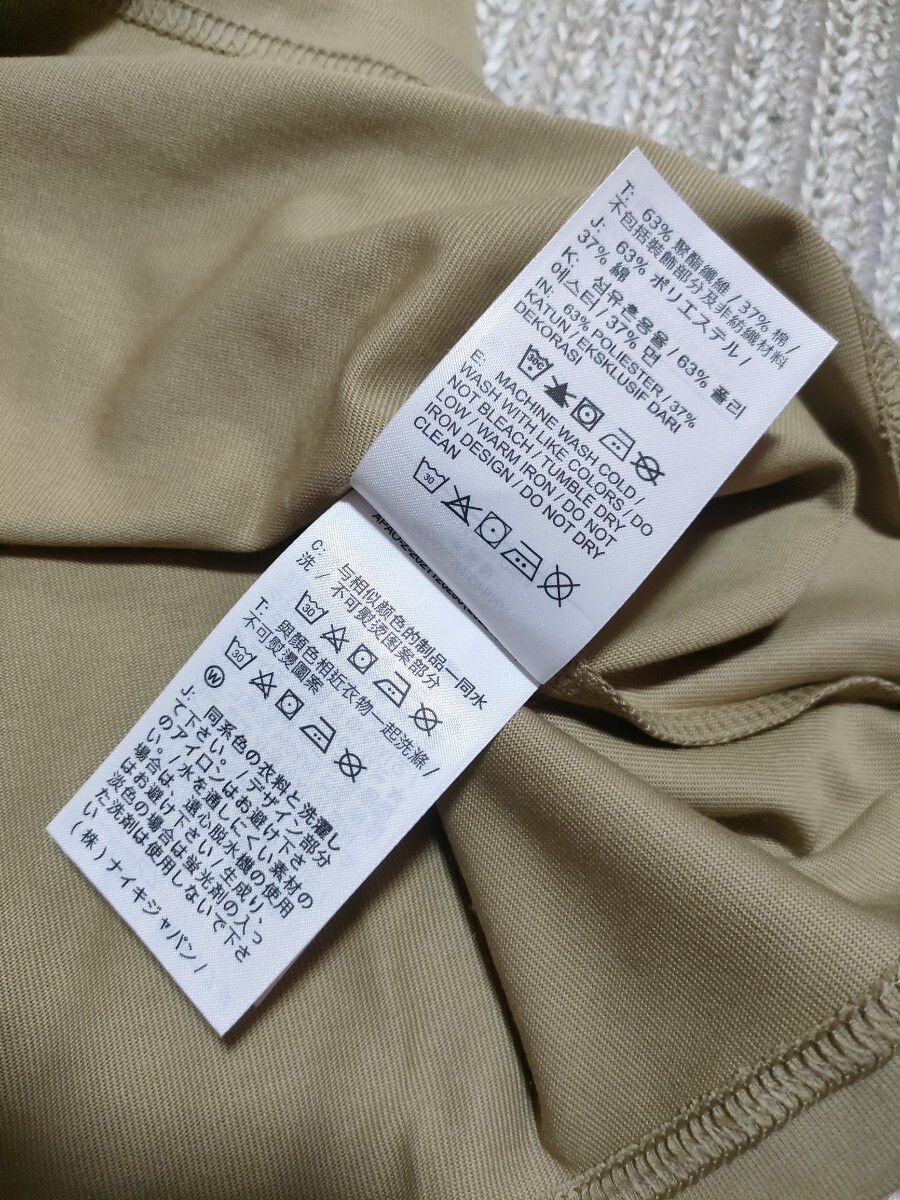 T: 63% 聚酯纖維 / 37% 棉 /
不包括裝飾部分及非紡織材料
J: 63% ポリエステル /
37% 綿
K: 섬유혼용율 / 63% 폴리
에스터 / 37% 면
IN: 63% POLIESTER / 37%
KATUN / EKSKLUSIF DARI
DEKORASI
30C
E: MACHINE WASH COLD /
WASH WITH LIKE COLORS / DO
NOT BLEACH / TUMBLE DRY
LOW / WARM IRON / DO NOT
IRON DESIGN / DO NOT DRY
CLEAN
30
C: 与相似颜色的制品一同水
洗 / 不可熨烫图案部分
30
T: 與顏色相近衣物一起洗滌 /
不可熨燙圖案
30
W
J: 同系色の衣料と洗濯し
て下さい。/ デザイン部分
のアイロンはお避け下さ
い。/ 水を通しにくい素材の
場合は、遠心脱水機の使用
はお避け下さい / 生成り、
淡色の場合は蛍光剤の入っ
た洗剤は使用しないで下さ
い
(株) ナイキジャパン /